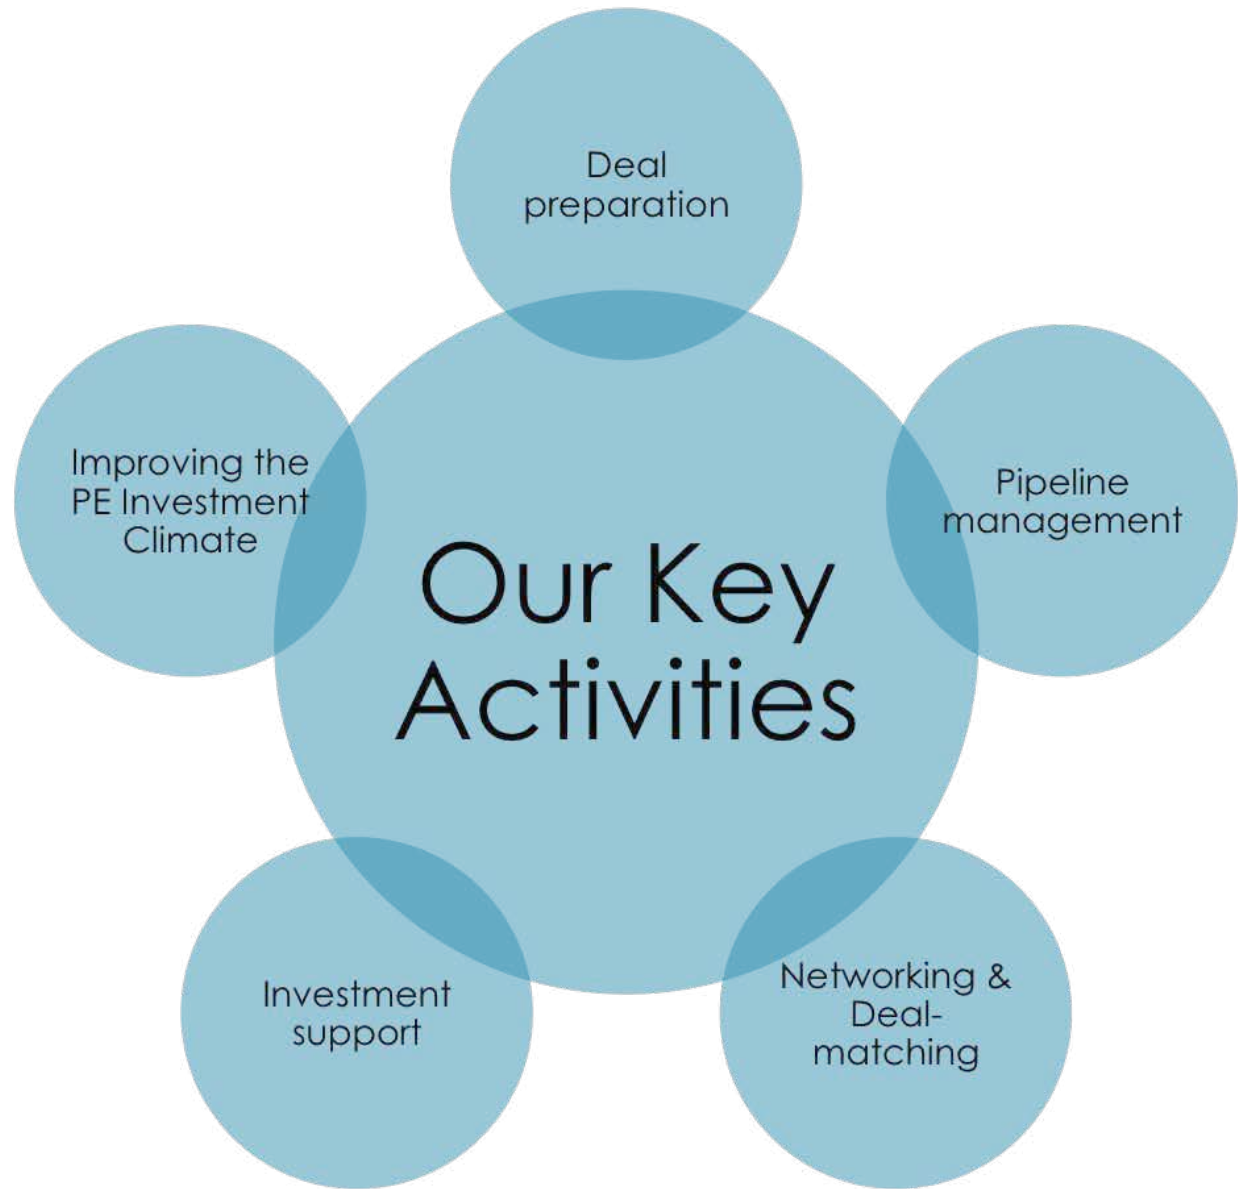 Deal
preparation
Improving the
PE Investment
Climate
Pipeline
management
Our Key
Activities
Investment
support
Networking &
Deal-
matching